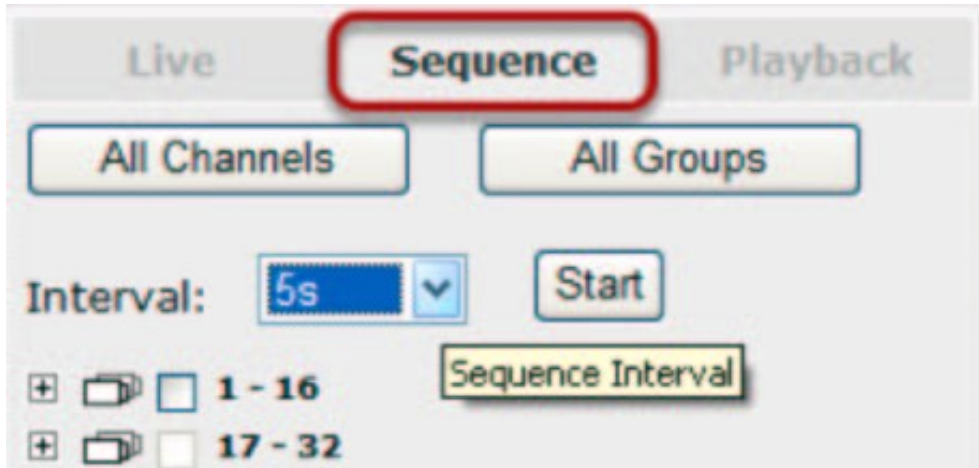 Live Sequence Playback
All Channels All Groups
Interval: 5s Start
Sequence Interval
1 - 16
17 - 32